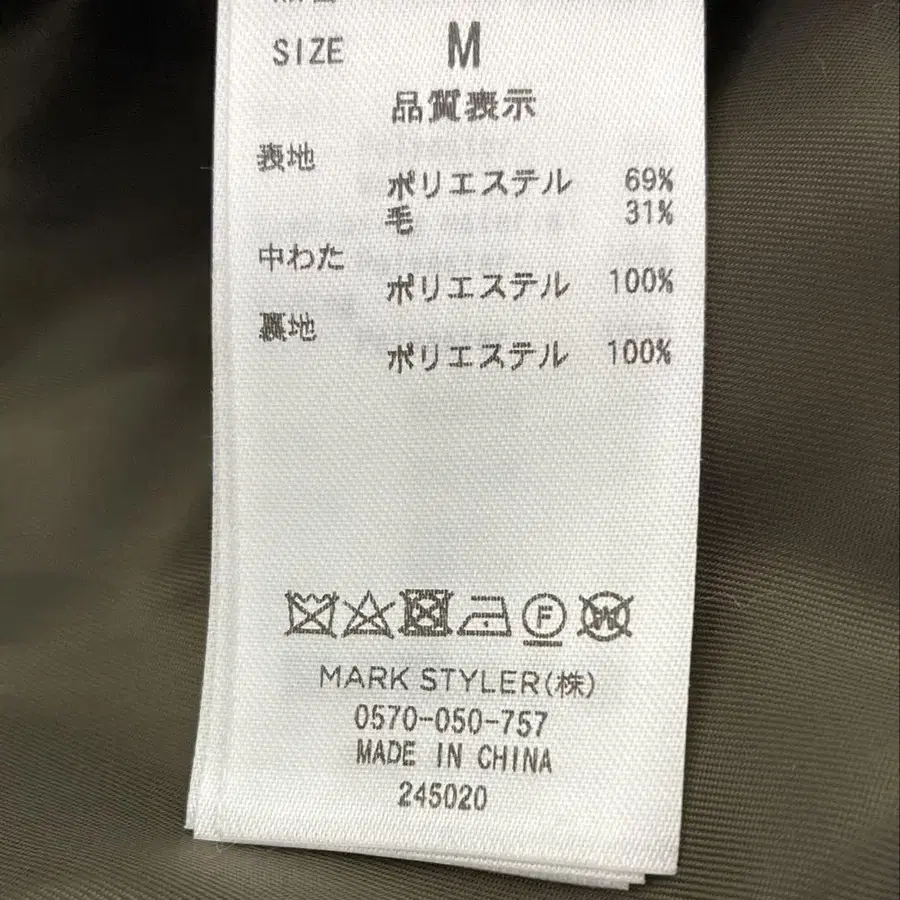 SIZE M
品質表示
表地
ポリエステル 69%
毛 31%
中わた
ポリエステル 100%
裏地
ポリエステル 100%
F W
MARK STYLER(株)
0570-050-757
MADE IN CHINA
245020